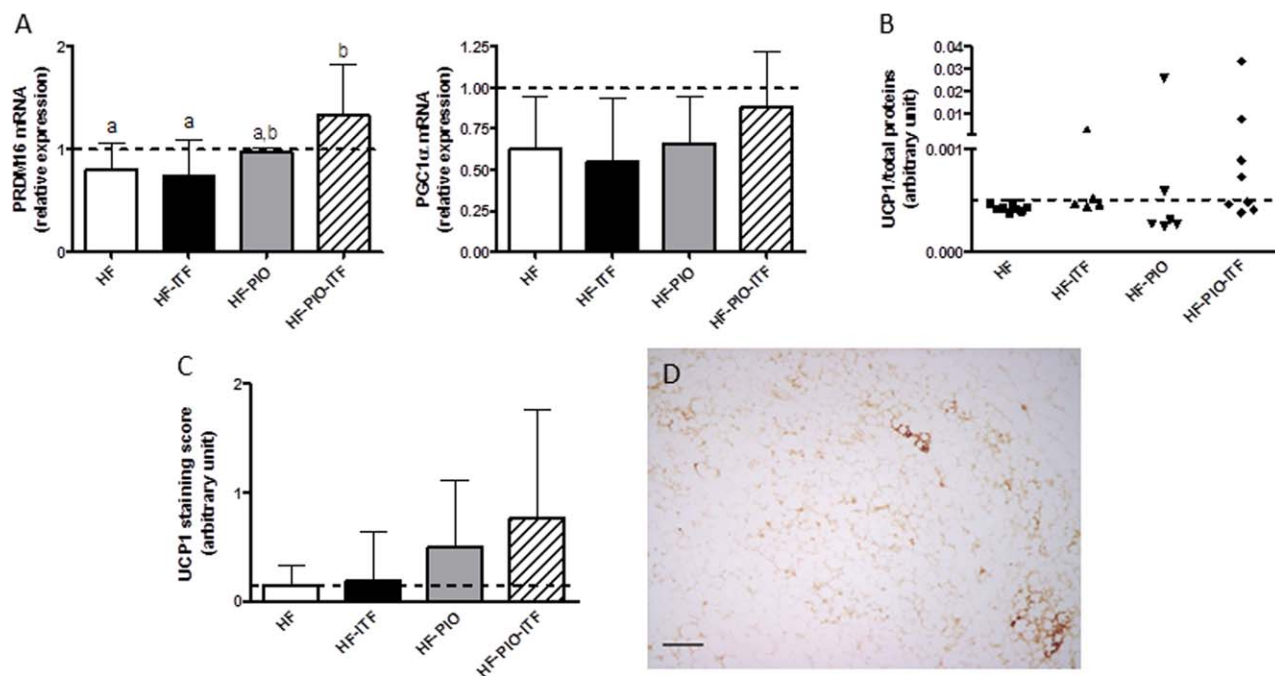 A
PRDM16 mRNA
(relative expression)
2
1
0
a
a
a,b
b
HF
HF-ITF
HF-PIO
HF-PIO-ITF
PGC1α mRNA
(relative expression)
1.25
1.00
0.75
0.50
0.25
0.00
HF
HF-ITF
HF-PIO
HF-PIO-ITF
B
UCP1/total proteins
(arbitrary unit)
0.04
0.03
0.02
0.01
0.001
0.000
HF
HF-ITF
HF-PIO
HF-PIO-ITF
C
UCP1 staining score
(arbitrary unit)
2
1
0
HF
HF-ITF
HF-PIO
HF-PIO-ITF
D